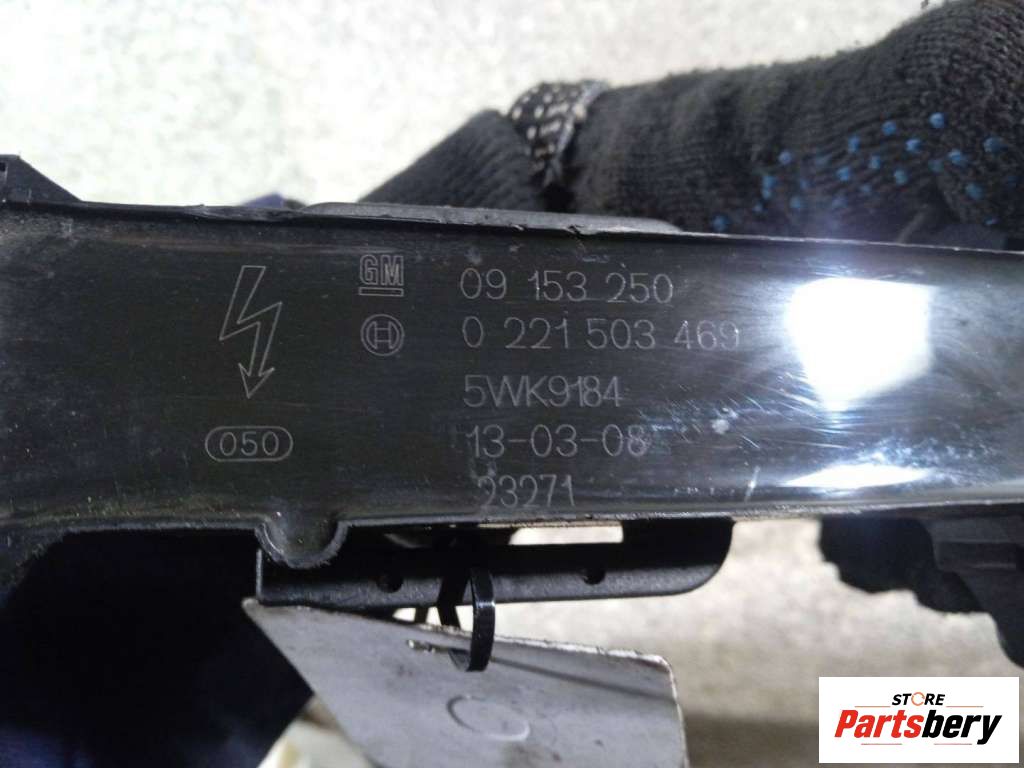 GM 09 153 250
0 221 503 469
5WK9184
050 13-03-08
23271
STORE
Partsbery